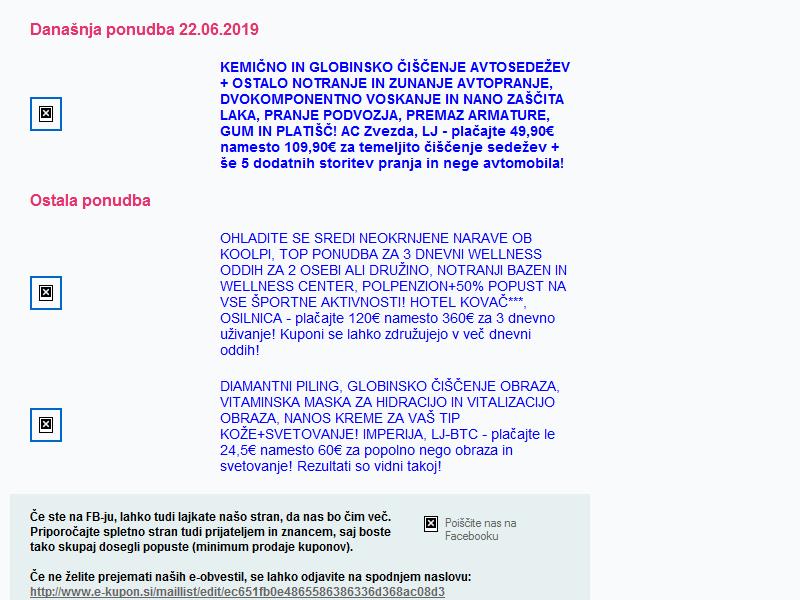 Današnja ponudba 22.06.2019
KEMIČNO IN GLOBINSKO ČIŠČENJE AVTOSEDEŽEV
+ OSTALO NOTRANJE IN ZUNANJE AVTOPRANJE,
DVOKOMPONENTNO VOSKANJE IN NANO ZAŠČITA
LAKA, PRANJE PODVOZJA, PREMAZ ARMATURE,
GUM IN PLATIŠČ! AC Zvezda, LJ - plačajte 49,90€
namesto 109,90€ za temeljito čiščenje sedežev +
še 5 dodatnih storitev pranja in nege avtomobila!
Ostala ponudba
OHLADITE SE SREDI NEOKRNJENE NARAVE OB
KOOLPI, TOP PONUDBA ZA 3 DNEVNI WELLNESS
ODDIH ZA 2 OSEBI ALI DRUŽINO, NOTRANJI BAZEN IN
WELLNESS CENTER, POLPENZION+50% POPUST NA
VSE ŠPORTNE AKTIVNOSTI! HOTEL KOVAČ***,
OSILNICA - plačajte 120€ namesto 360€ za 3 dnevno
uživanje! Kuponi se lahko združujejo v več dnevni
oddih!
DIAMANTNI PILING, GLOBINSKO ČIŠČENJE OBRAZA,
VITAMINSKA MASKA ZA HIDRACIJO IN VITALIZACIJO
OBRAZA, NANOS KREME ZA VAŠ TIP
KOŽE+SVETOVANJE! IMPERIJA, LJ-BTC - plačajte le
24,5€ namesto 60€ za popolno nego obraza in
svetovanje! Rezultati so vidni takoj!
Če ste na FB-ju, lahko tudi lajkate našo stran, da nas bo čim več.
Priporočajte spletno stran tudi prijateljem in znancem, saj boste
tako skupaj dosegli popuste (minimum prodaje kuponov).
Poiščite nas na
Facebooku
Če ne želite prejemati naših e-obvestil, se lahko odjavite na spodnjem naslovu:
http://www.e-kupon.si/maillist/edit/ec651fb0e4865586386336d368ac08d3